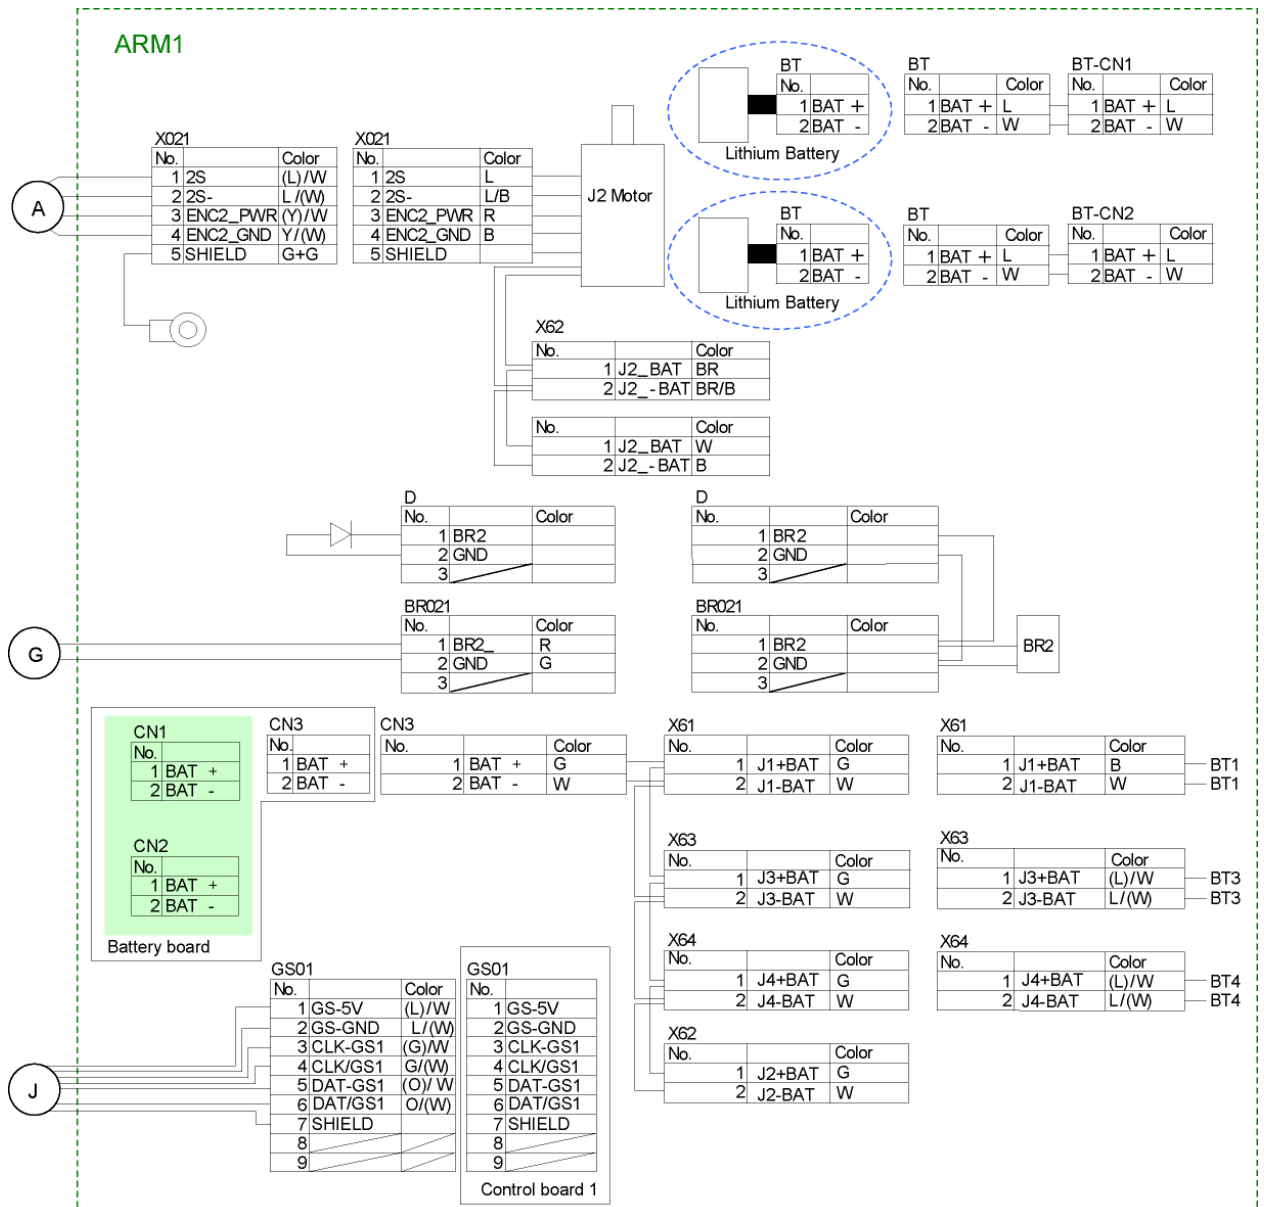 ARM1
BT
No.
1 BAT +
2 BAT -
Lithium Battery
BT
Color
1 BAT + L
2 BAT - W
BT-CN1
Color
1 BAT + L
2 BAT - W
X021
No. Color
1 2S (L)/W
2 2S- L/(W)
3 ENC2_PWR (Y)/W
4 ENC2_GND Y/(W)
5 SHIELD G+G
A
X021
No. Color
1 2S L
2 2S- L/B
3 ENC2_PWR R
4 ENC2_GND B
5 SHIELD
J2 Motor
BT
No.
1 BAT +
2 BAT -
Lithium Battery
BT
No. Color
1 BAT + L
2 BAT - W
BT-CN2
No. Color
1 BAT + L
2 BAT - W
X62
No. Color
1 J2_BAT BR
2 J2_-BAT BR/B
No. Color
1 J2_BAT W
2 J2_-BAT B
D
No. Color
1 BR2
2 GND
3
D
No. Color
1 BR2
2 GND
3
G
BR021
No. Color
1 BR2_ R
2 GND G
3
BR021
No. Color
1 BR2
2 GND
3
BR2
CN1
No.
1 BAT +
2 BAT -
CN2
No.
1 BAT +
2 BAT -
Battery board
CN3
No.
1 BAT +
2 BAT -
CN3
No. Color
1 BAT + G
2 BAT - W
X61
No. Color
1 J1+BAT G
2 J1-BAT W
X61
No. Color
1 J1+BAT B BT1
2 J1-BAT W BT1
X63
No. Color
1 J3+BAT G
2 J3-BAT W
X63
No. Color
1 J3+BAT (L)/W BT3
2 J3-BAT L/(W) BT3
X64
No. Color
1 J4+BAT G
2 J4-BAT W
X64
No. Color
1 J4+BAT (L)/W BT4
2 J4-BAT L/(W) BT4
X62
No. Color
1 J2+BAT G
2 J2-BAT W
J
GS01
No. Color
1 GS-5V (L)/W
2 GS-GND L/(W)
3 CLK-GS1 (G)/W
4 CLK/GS1 G/(W)
5 DAT-GS1 (O)/ W
6 DAT/GS1 O/(W)
7 SHIELD
8
9
GS01
No.
1 GS-5V
2 GS-GND
3 CLK-GS1
4 CLK/GS1
5 DAT-GS1
6 DAT/GS1
7 SHIELD
8
9
Control board 1